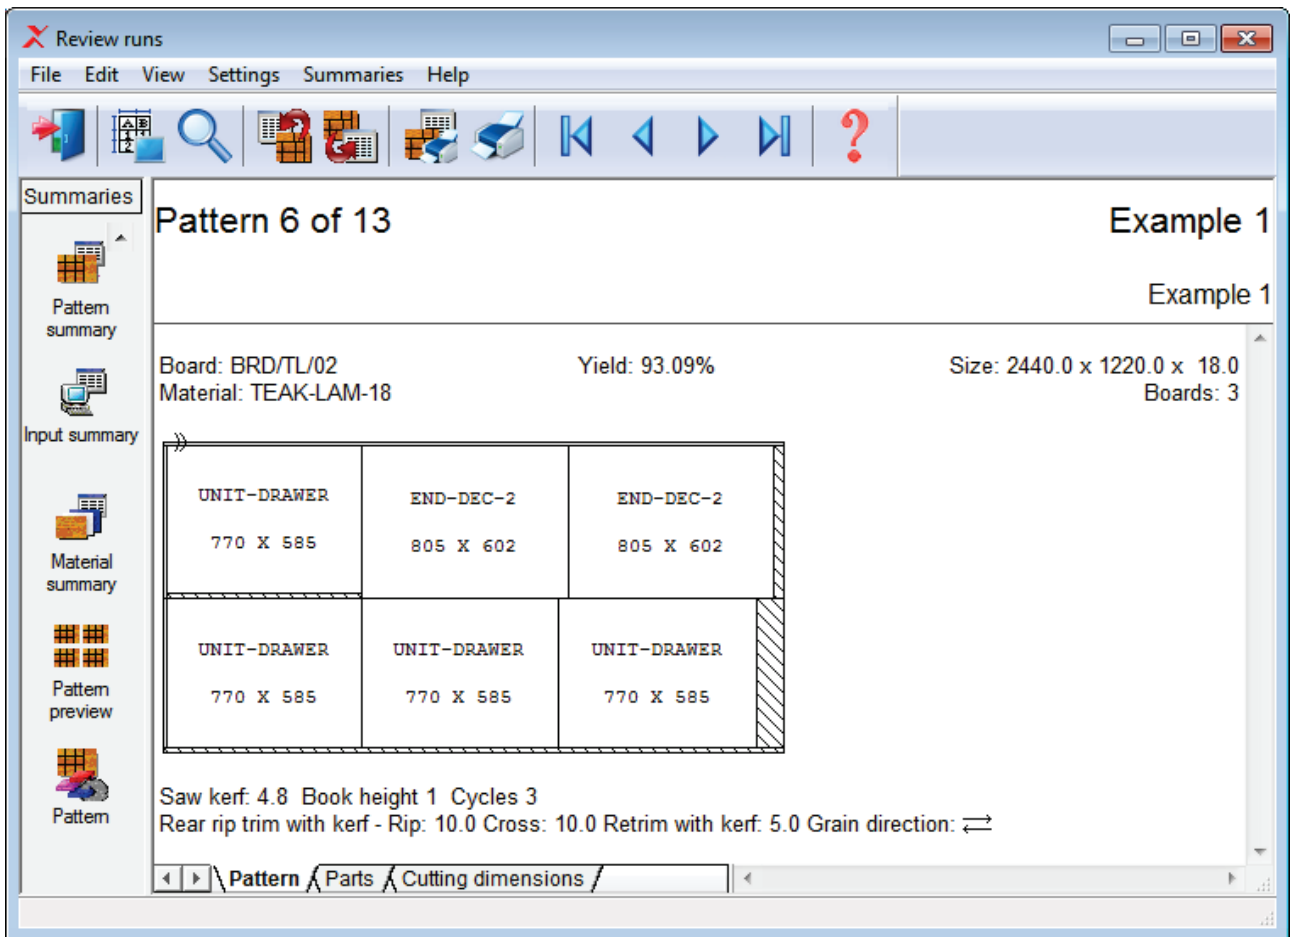 Review runs
File Edit View Settings Summaries Help
Summaries
Pattern summary
Input summary
Material summary
Pattern preview
Pattern
Pattern 6 of 13
Example 1
Example 1
Board: BRD/TL/02 Yield: 93.09% Size: 2440.0 x 1220.0 x 18.0
Material: TEAK-LAM-18 Boards: 3
UNIT-DRAWER END-DEC-2 END-DEC-2
770 X 585 805 X 602 805 X 602
UNIT-DRAWER UNIT-DRAWER UNIT-DRAWER
770 X 585 770 X 585 770 X 585
Saw kerf: 4.8 Book height 1 Cycles 3
Rear rip trim with kerf - Rip: 10.0 Cross: 10.0 Retrim with kerf: 5.0 Grain direction:
Pattern Parts Cutting dimensions